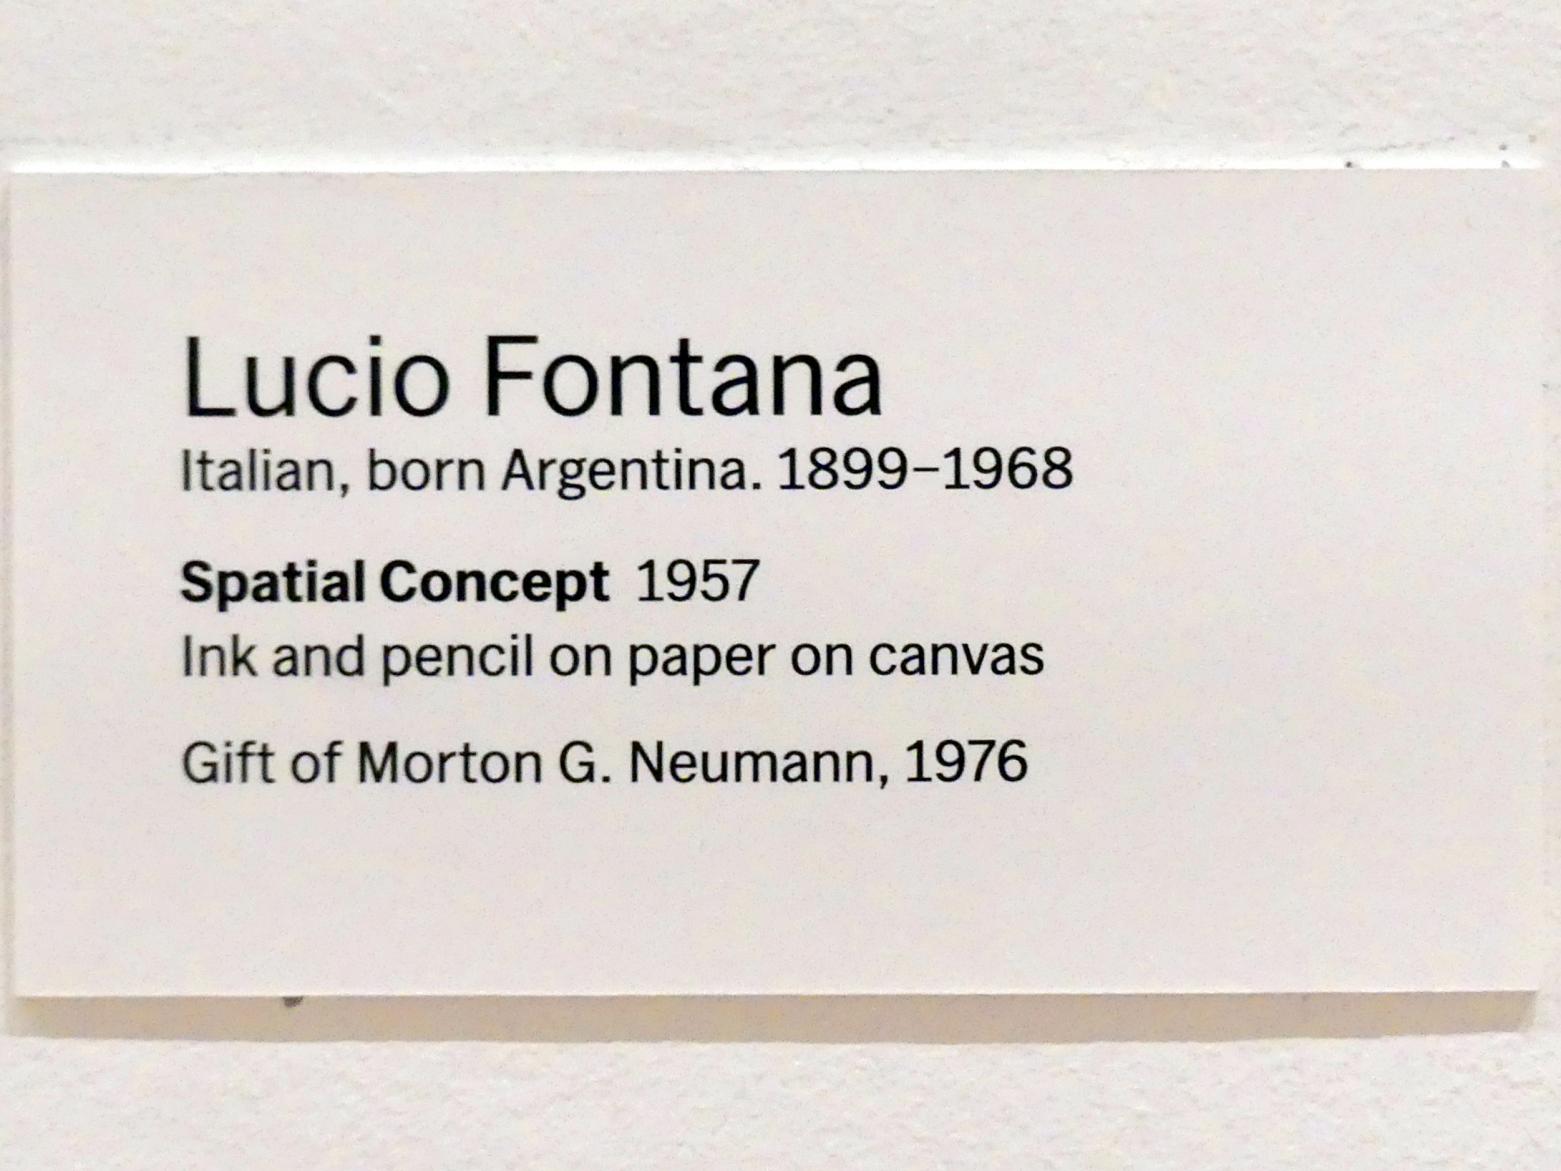 Lucio Fontana
Italian, born Argentina. 1899–1968
Spatial Concept 1957
Ink and pencil on paper on canvas
Gift of Morton G. Neumann, 1976